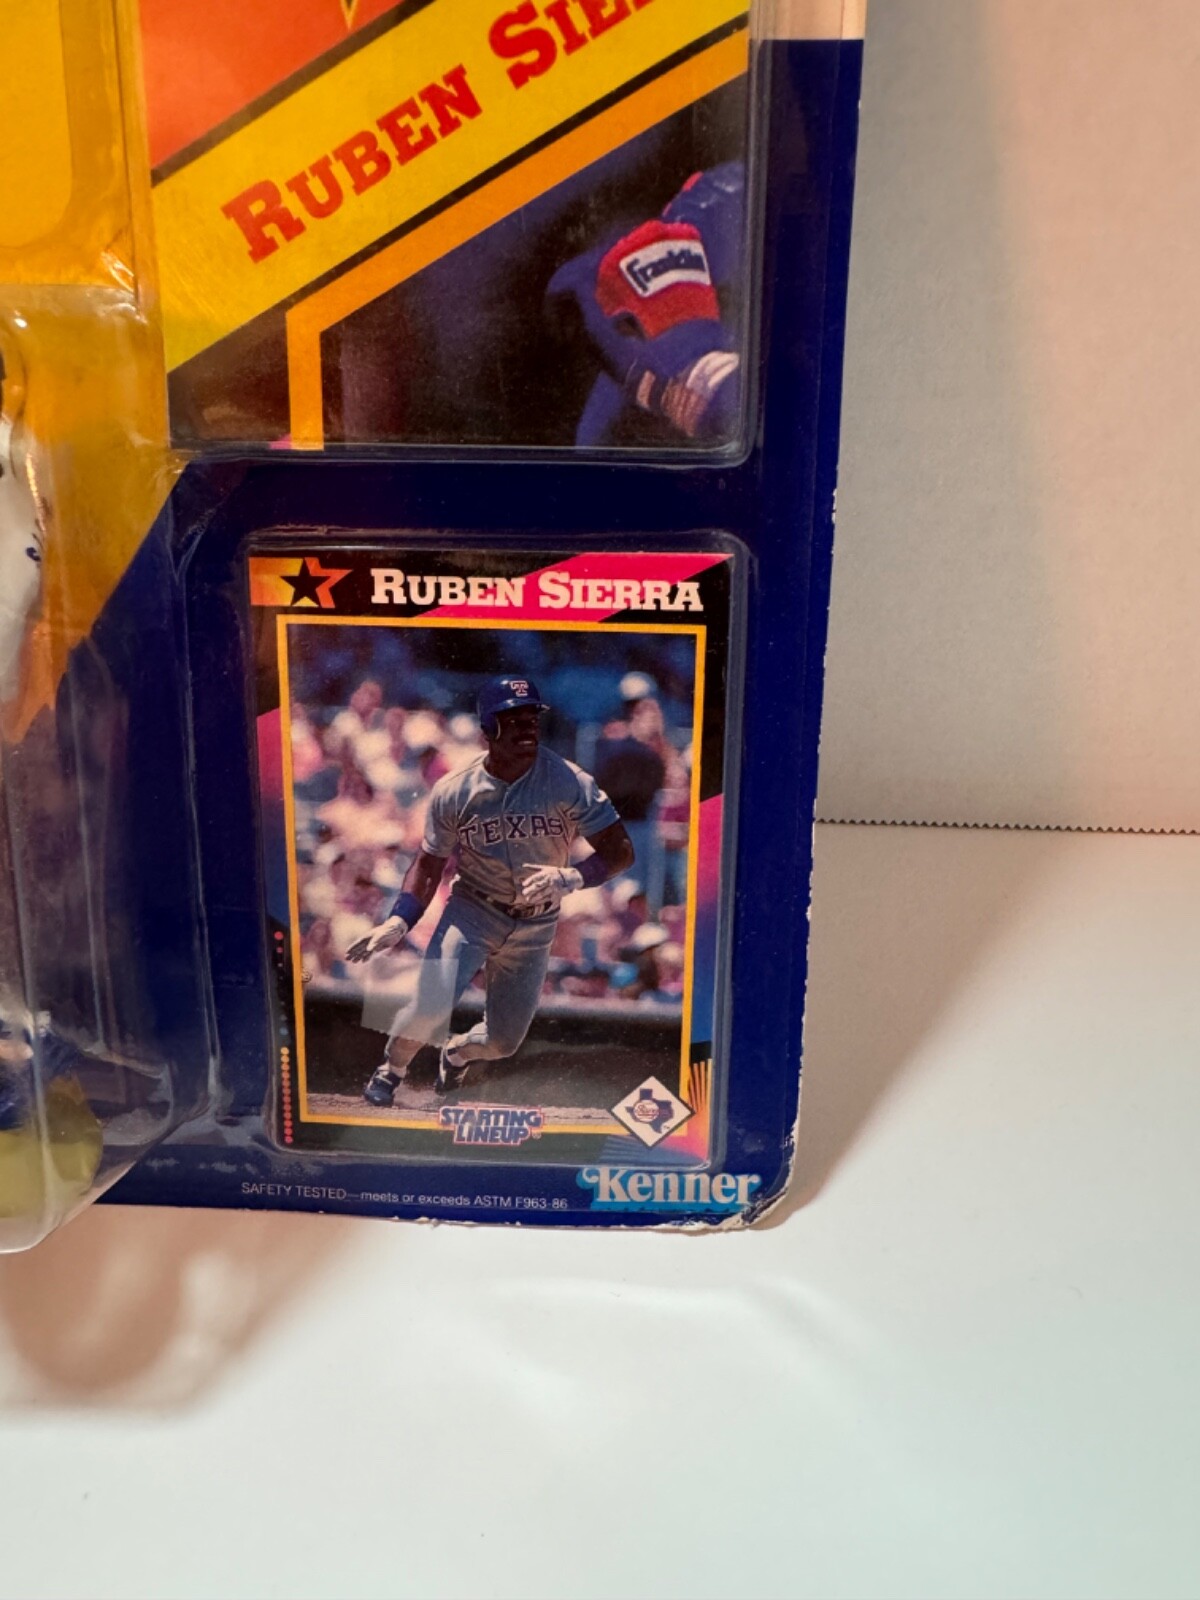 RUBEN SIE
Franklin
RUBEN SIERRA
T
TEXAS
STARTING
LINEUP
SAFETY TESTED—meets or exceeds ASTM F963-86
Kenner